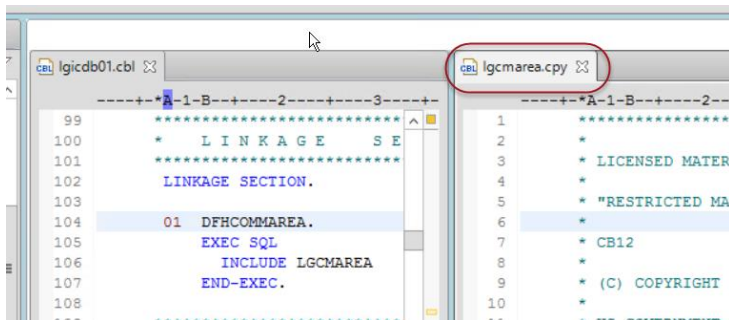 CBL lgicdb01.cbl
----+-*A-1-B--+----2----+----3----+-
99 ****************************
100 * L I N K A G E S E
101 ****************************
102 LINKAGE SECTION.
103
104 01 DFHCOMMAREA.
105 EXEC SQL
106 INCLUDE LGCMAREA
107 END-EXEC.
108
CBL lgcmarea.cpy
----+-*A-1-B--+----2--
1 *****************
2 *
3 * LICENSED MATER
4 *
5 * "RESTRICTED MA
6 *
7 * CB12
8 *
9 * (C) COPYRIGHT
10 *